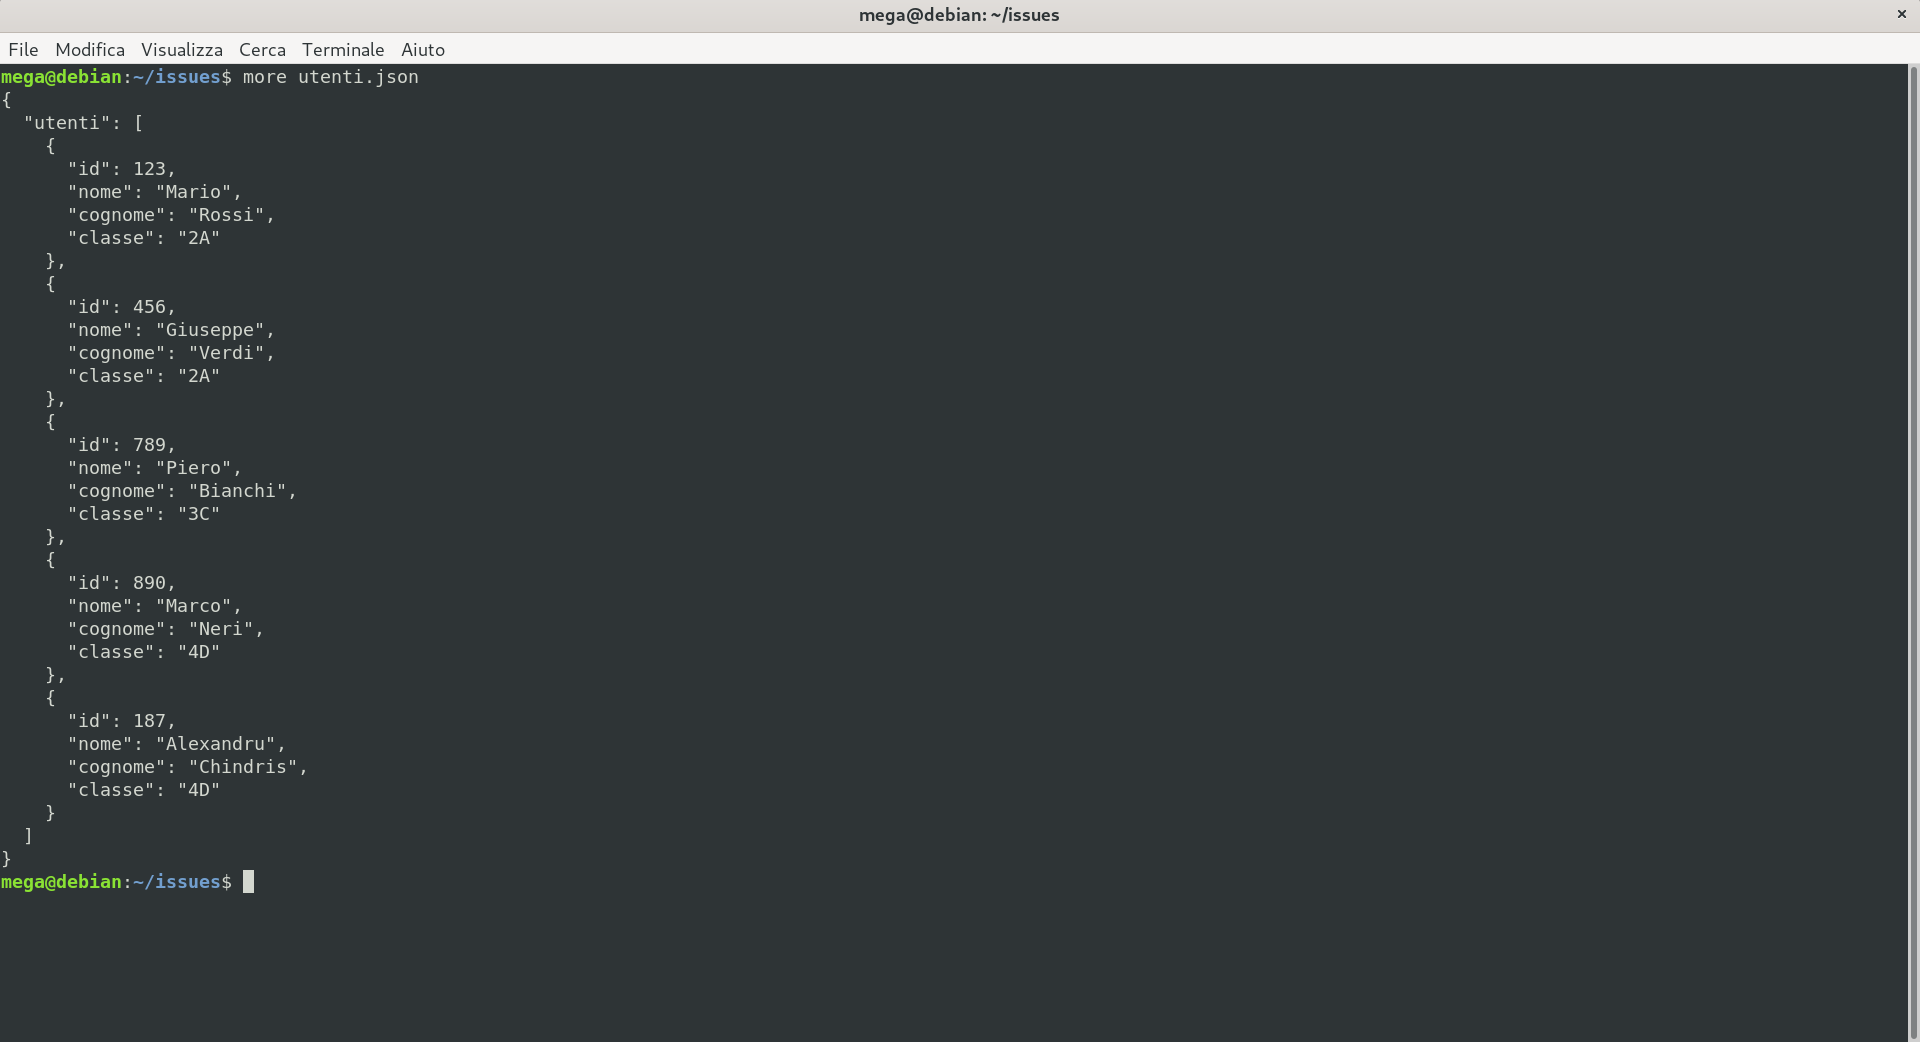 mega@debian: ~/issues
×
File Modifica Visualizza Cerca Terminale Aiuto
mega@debian:~/issues$ more utenti.json
{
  "utenti": [
    {
      "id": 123,
      "nome": "Mario",
      "cognome": "Rossi",
      "classe": "2A"
    },
    {
      "id": 456,
      "nome": "Giuseppe",
      "cognome": "Verdi",
      "classe": "2A"
    },
    {
      "id": 789,
      "nome": "Piero",
      "cognome": "Bianchi",
      "classe": "3C"
    },
    {
      "id": 890,
      "nome": "Marco",
      "cognome": "Neri",
      "classe": "4D"
    },
    {
      "id": 187,
      "nome": "Alexandru",
      "cognome": "Chindris",
      "classe": "4D"
    }
  ]
}
mega@debian:~/issues$